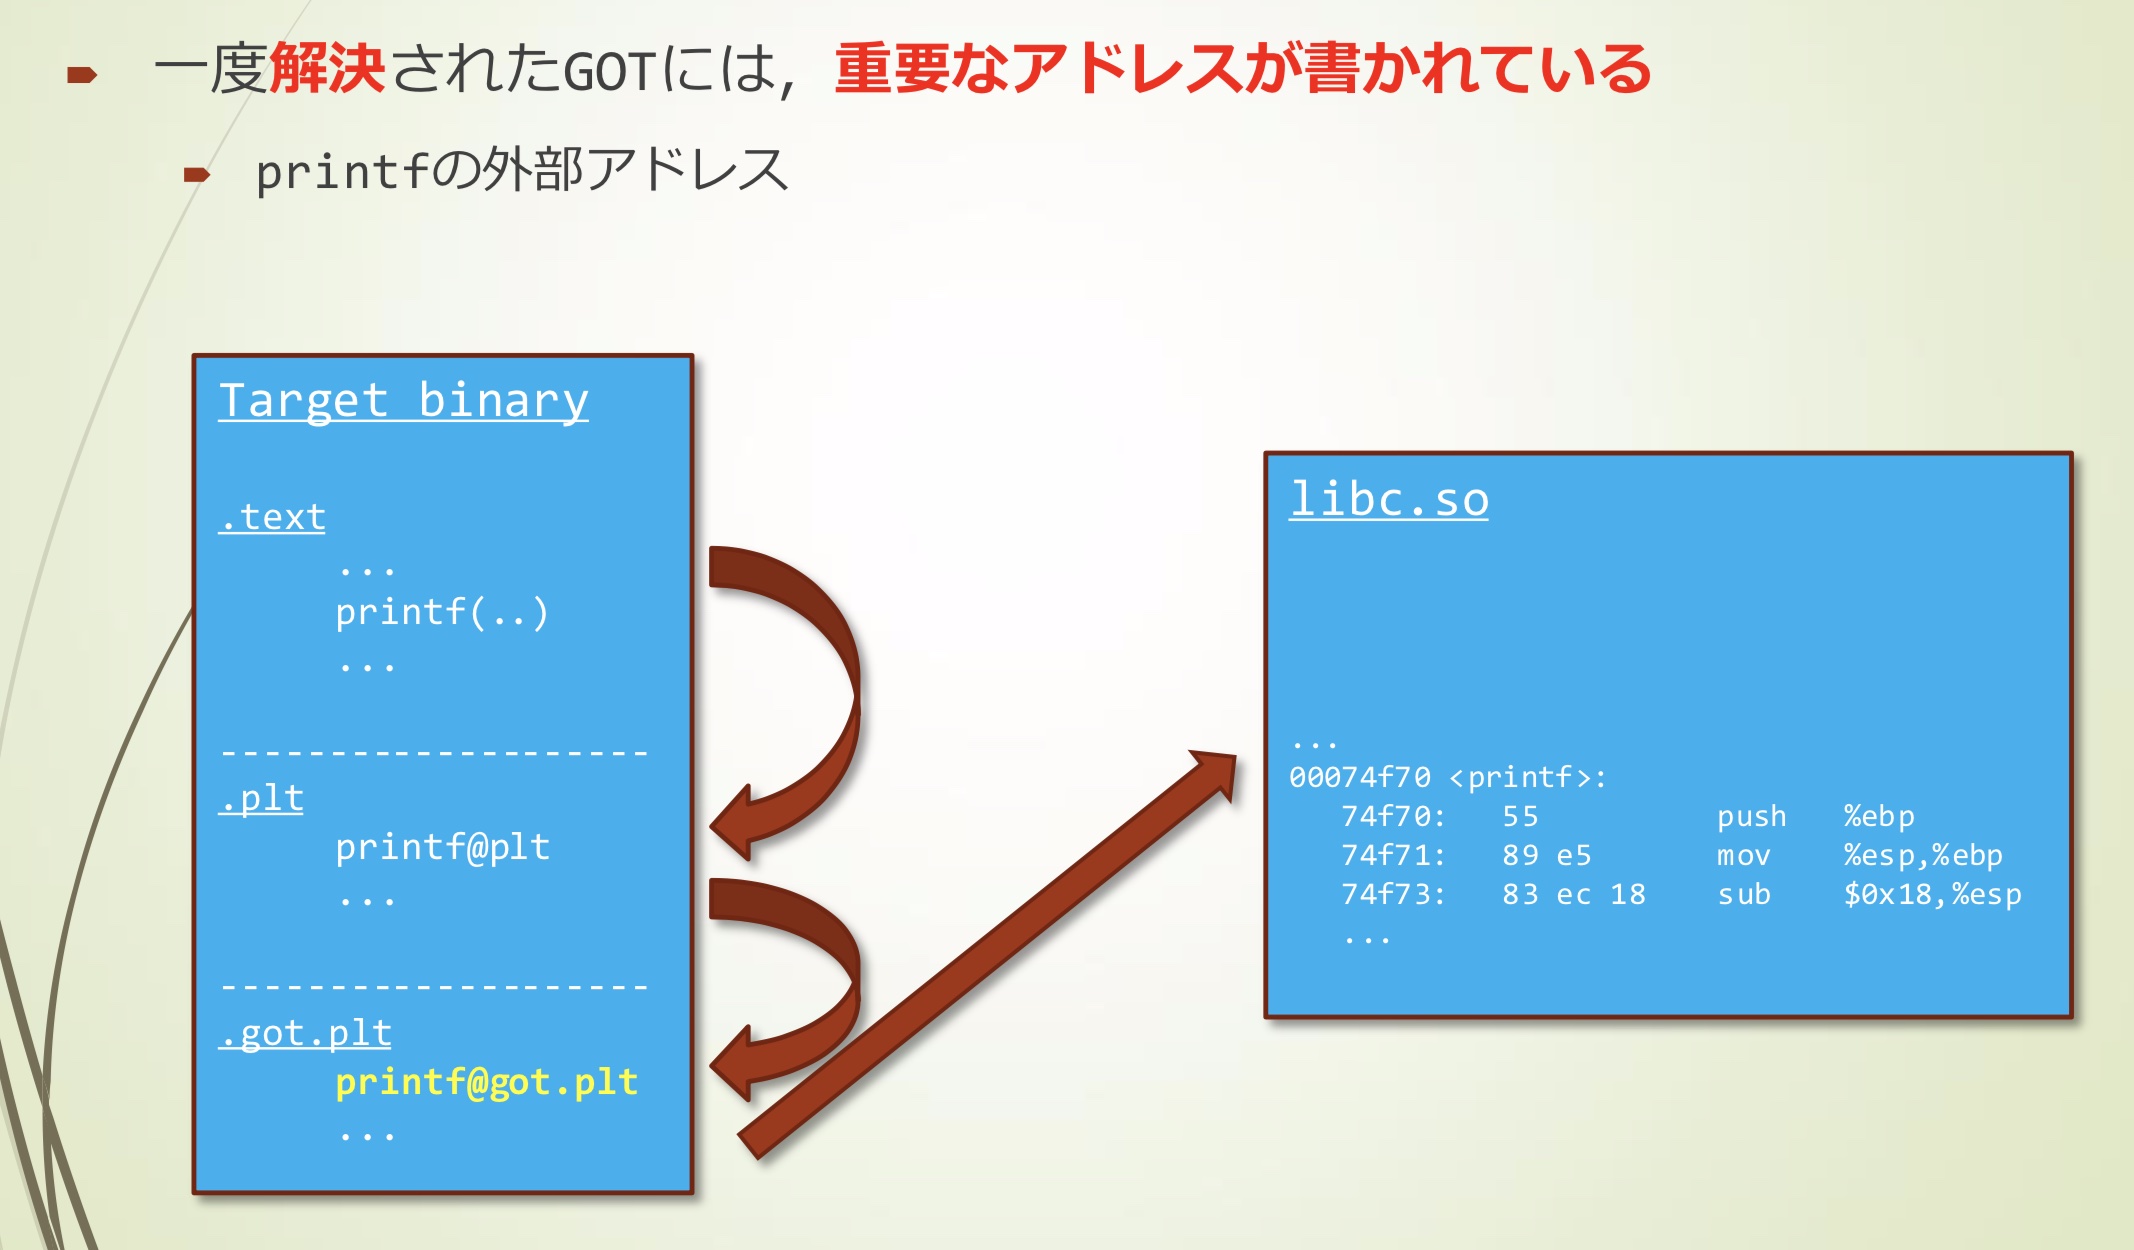 一度解決されたGOTには，重要なアドレスが書かれている
printfの外部アドレス
Target binary
.text
...
printf(..)
...
--------------------
.plt
printf@plt
...
--------------------
.got.plt
printf@got.plt
...
libc.so
...
00074f70 <printf>:
74f70: 55 push %ebp
74f71: 89 e5 mov %esp,%ebp
74f73: 83 ec 18 sub $0x18,%esp
...